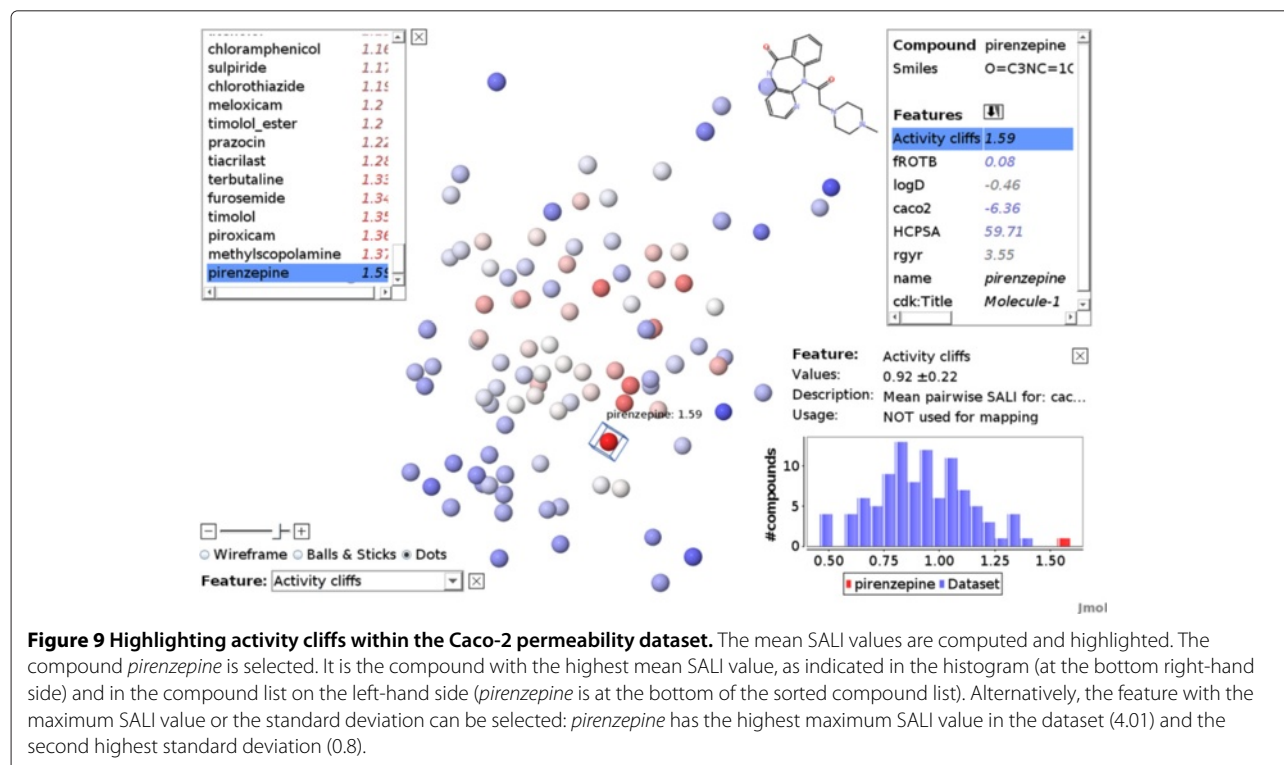 chloramphenicol 1.16
sulpiride 1.17
chlorothiazide 1.19
meloxicam 1.2
timolol_ester 1.2
prazocin 1.22
tiacrilast 1.28
terbutaline 1.33
furosemide 1.34
timolol 1.35
piroxicam 1.36
methylscopolamine 1.37
pirenzepine 1.59
Compound pirenzepine
Smiles O=C3NC=1C
Features
Activity cliffs 1.59
fROTB 0.08
logD -0.46
caco2 -6.36
HCPSA 59.71
rgyr 3.55
name pirenzepine
cdk:Title Molecule-1
pirenzepine: 1.59
Feature: Activity cliffs
Values: 0.92 ±0.22
Description: Mean pairwise SALI for: cac...
Usage: NOT used for mapping
#compounds
10
5
0
0.50 0.75 1.00 1.25 1.50
pirenzepine Dataset
Wireframe Balls & Sticks Dots
Feature: Activity cliffs
Jmol
Figure 9 Highlighting activity cliffs within the Caco-2 permeability dataset. The mean SALI values are computed and highlighted. The
compound pirenzepine is selected. It is the compound with the highest mean SALI value, as indicated in the histogram (at the bottom right-hand
side) and in the compound list on the left-hand side (pirenzepine is at the bottom of the sorted compound list). Alternatively, the feature with the
maximum SALI value or the standard deviation can be selected: pirenzepine has the highest maximum SALI value in the dataset (4.01) and the
second highest standard deviation (0.8).